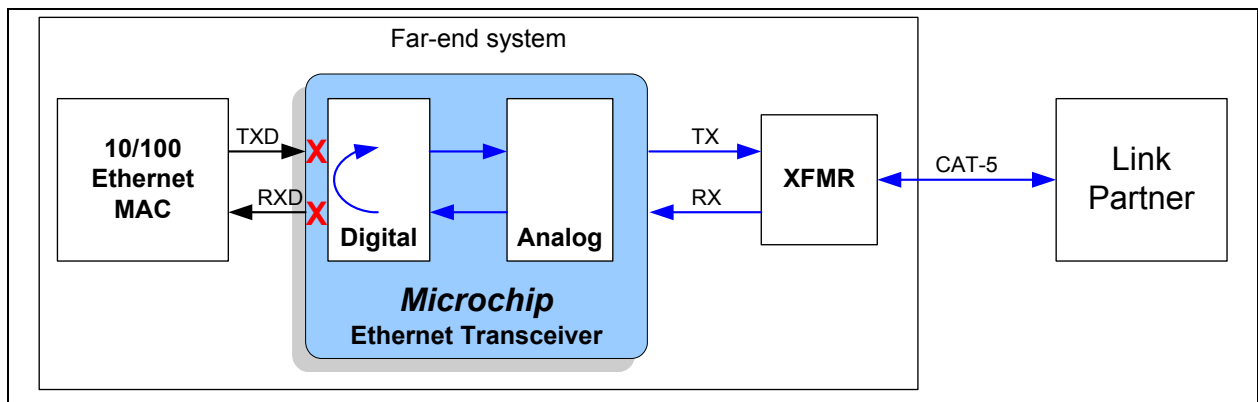 Far-end system
10/100
Ethernet
MAC
TXD
RXD
X
X
Digital
Analog
Microchip
Ethernet Transceiver
TX
RX
XFMR
CAT-5
Link
Partner